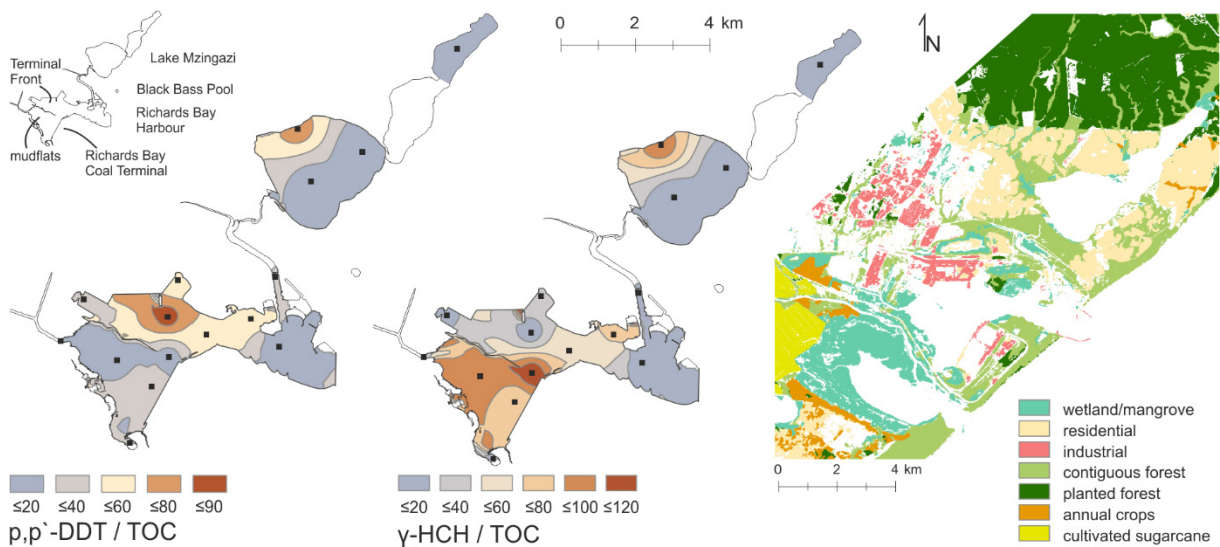 0 2 4 km
N
Lake Mzingazi
Terminal
Front
Black Bass Pool
Richards Bay
Harbour
mudflats
Richards Bay
Coal Terminal
≤20 ≤40 ≤60 ≤80 ≤90
p,p`-DDT / TOC
≤20 ≤40 ≤60 ≤80 ≤100 ≤120
γ-HCH / TOC
0 2 4 km
wetland/mangrove
residential
industrial
contiguous forest
planted forest
annual crops
cultivated sugarcane